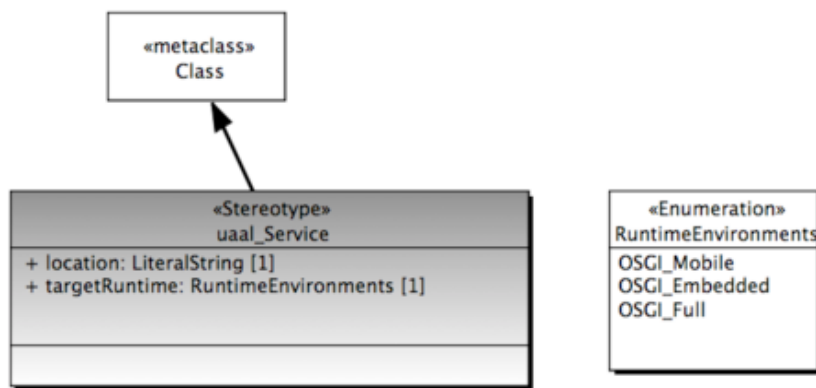 «metaclass»
Class
«Stereotype»
uaal_Service
+ location: LiteralString [1]
+ targetRuntime: RuntimeEnvironments [1]
«Enumeration»
RuntimeEnvironments
OSGI_Mobile
OSGI_Embedded
OSGI_Full